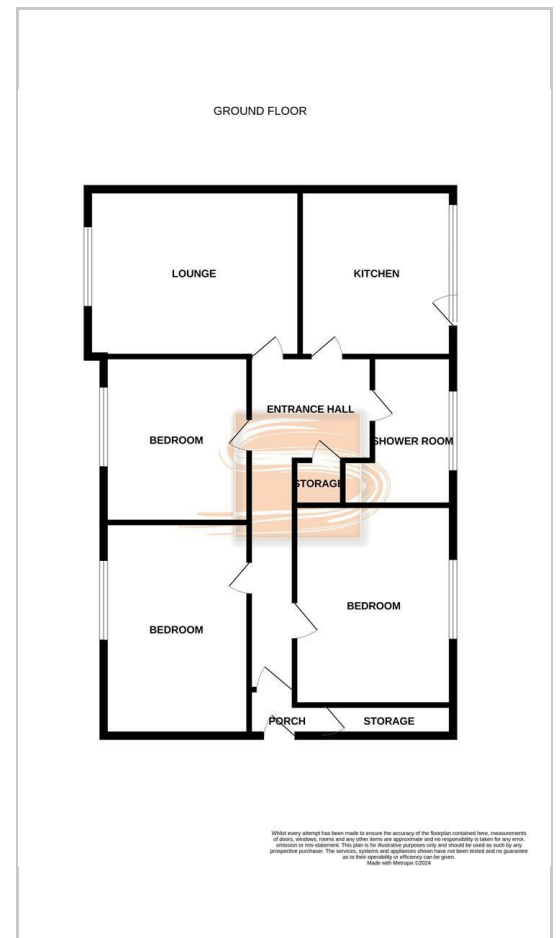 GROUND FLOOR
LOUNGE
KITCHEN
ENTRANCE HALL
BEDROOM
SHOWER ROOM
STORAGE
BEDROOM
BEDROOM
PORCH
STORAGE
Whilst every attempt has been made to ensure the accuracy of the floorplan contained here, measurements
of doors, windows, rooms and any other items are approximate and no responsibility is taken for any error,
omission or mis-statement. This plan is for illustrative purposes only and should be used as such by any
prospective purchaser. The services, systems and appliances shown have not been tested and no guarantee
as to their operability or efficiency can be given.
Made with Metropix ©2024